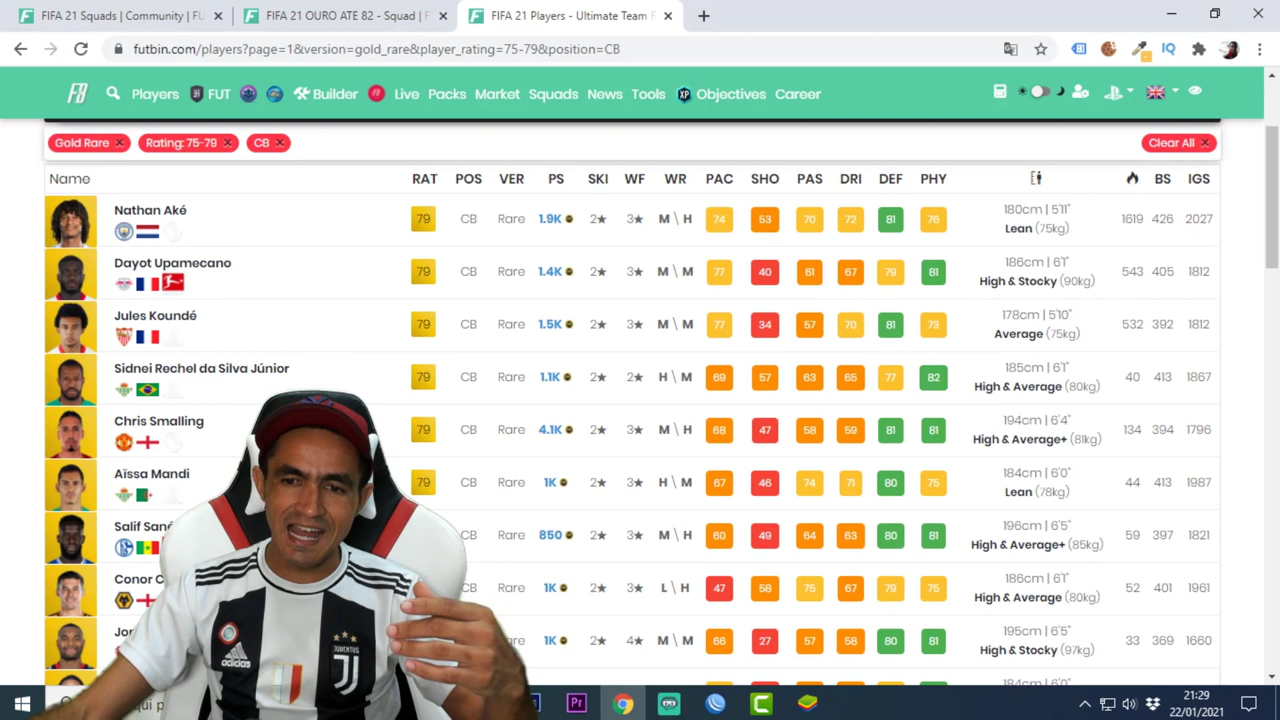 FIFA 21 Squads | Community | FU
FIFA 21 OURO ATE 82 - Squad | F
FIFA 21 Players - Ultimate Team F
futbin.com/players?page=1&version=gold_rare&player_rating=75-79&position=CB
IQ
F8 Players FUT Builder Live Packs Market Squads News Tools XP Objectives Career
Gold Rare Rating: 75-79 CB Clear All
Name RAT POS VER PS SKI WF WR PAC SHO PAS DRI DEF PHY BS IGS
Nathan Aké 79 CB Rare 1.9K 2★ 3★ M \ H 74 53 70 72 81 76 180cm | 5'11" 1619 426 2027
Lean (75kg)
Dayot Upamecano 79 CB Rare 1.4K 2★ 3★ M \ M 77 40 61 67 79 81 186cm | 6'1" 543 405 1812
High & Stocky (90kg)
Jules Koundé 79 CB Rare 1.5K 2★ 3★ M \ M 77 34 57 70 81 73 178cm | 5'10" 532 392 1812
Average (75kg)
Sidnei Rechel da Silva Júnior 79 CB Rare 1.1K 2★ 2★ H \ M 69 57 63 65 77 82 185cm | 6'1" 40 413 1867
High & Average (80kg)
Chris Smalling 79 CB Rare 4.1K 2★ 3★ M \ H 68 47 58 59 81 81 194cm | 6'4" 134 394 1796
High & Average+ (81kg)
Aïssa Mandi 79 CB Rare 1K 2★ 3★ H \ M 67 46 74 71 80 75 184cm | 6'0" 44 413 1987
Lean (78kg)
Salif Sané CB Rare 850 2★ 3★ M \ H 60 49 64 63 80 81 196cm | 6'5" 59 397 1821
High & Average+ (85kg)
Conor C CB Rare 1K 2★ 3★ L \ H 47 58 75 67 79 75 186cm | 6'1" 52 401 1961
High & Average (80kg)
Jor 1K 2★ 4★ M \ M 66 27 57 58 80 81 195cm | 6'5" 33 369 1660
High & Stocky (97kg)
adidas
JUVENTUS
qui p
Pr
21:29
22/01/2021